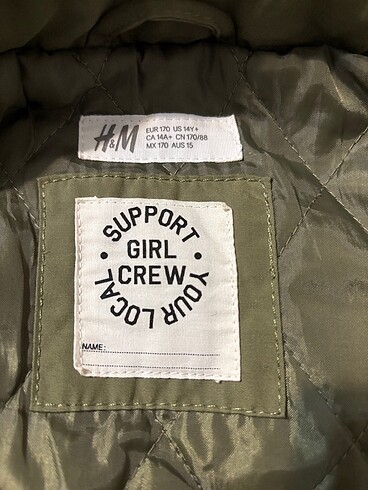 H&M
EUR 170 US 14Y+
CA 14A+ CN 170/88
MX 170 AUS 15
SUPPORT
GIRL
CREW
YOUR LOCAL
NAME: